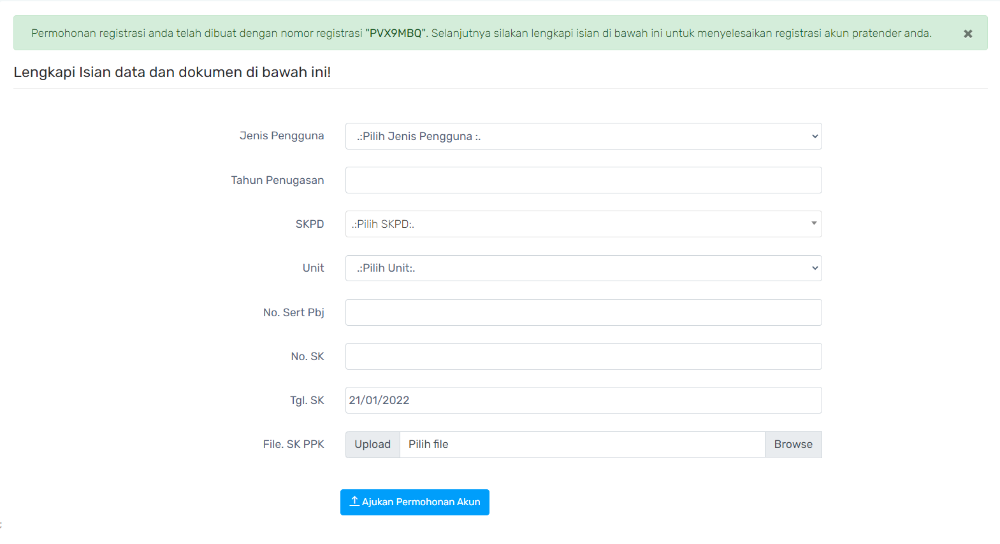 Permohonan registrasi anda telah dibuat dengan nomor registrasi "PVX9MBQ". Selanjutnya silakan lengkapi isian di bawah ini untuk menyelesaikan registrasi akun pratender anda. ×
Lengkapi Isian data dan dokumen di bawah ini!
Jenis Pengguna .:Pilih Jenis Pengguna :.
Tahun Penugasan
SKPD .:Pilih SKPD:.
Unit .:Pilih Unit:.
No. Sert Pbj
No. SK
Tgl. SK 21/01/2022
File. SK PPK Upload Pilih file Browse
Ajukan Permohonan Akun
;